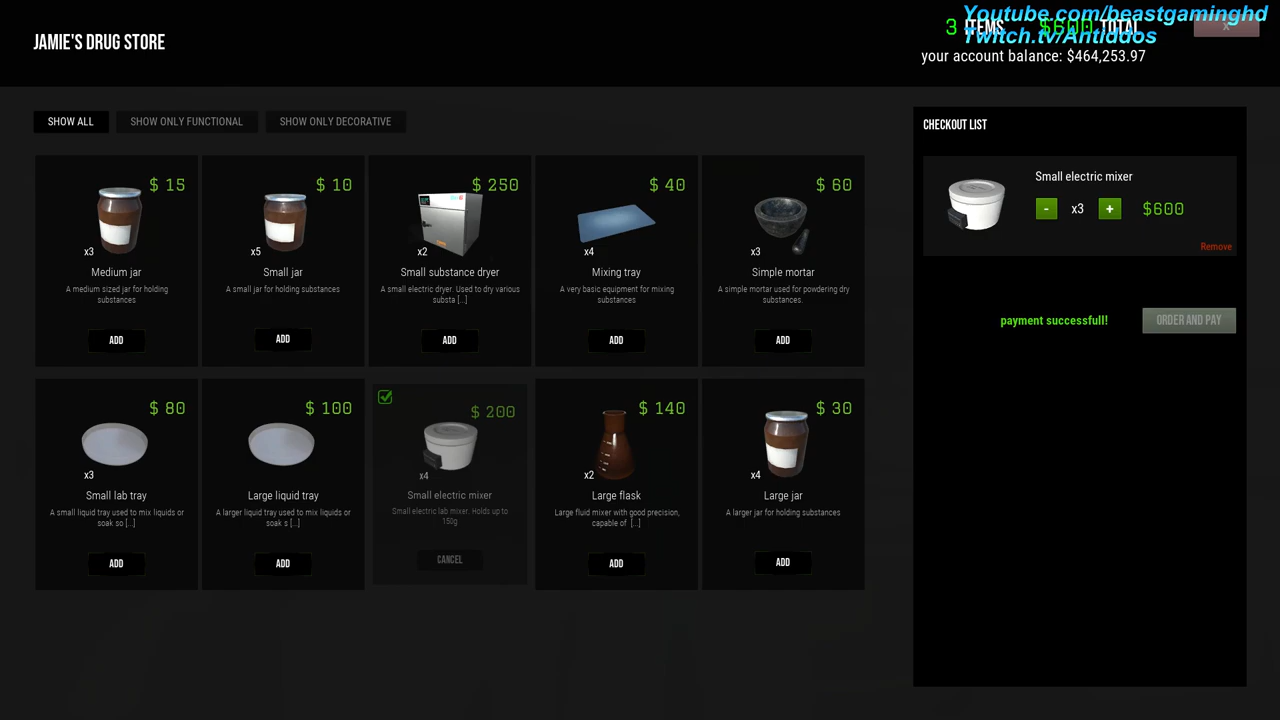 Youtube.com/beastgaminghd
3 ITEMS $600 TOTAL X
Twitch.tv/Antiddos
JAMIE'S DRUG STORE
your account balance: $464,253.97
SHOW ALL
SHOW ONLY FUNCTIONAL
SHOW ONLY DECORATIVE
$ 15
x3
Medium jar
A medium sized jar for holding
substances
ADD
$ 10
x5
Small jar
A small jar for holding substances
ADD
$ 250
x2
Small substance dryer
A small electric dryer. Used to dry various
substa [...]
ADD
$ 40
x4
Mixing tray
A very basic equipment for mixing
substances
ADD
$ 60
x3
Simple mortar
A simple mortar used for powdering dry
substances.
ADD
$ 80
x3
Small lab tray
A small liquid tray used to mix liquids or
soak so [...]
ADD
$ 100
Large liquid tray
A larger liquid tray used to mix liquids or
soak s [...]
ADD
$ 200
x4
Small electric mixer
Small electric lab mixer. Holds up to
150g
CANCEL
$ 140
x2
Large flask
Large fluid mixer with good precision,
capable of [...]
ADD
$ 30
x4
Large jar
A larger jar for holding substances
ADD
CHECKOUT LIST
Small electric mixer
- x3 + $600
Remove
payment successfull!
ORDER AND PAY